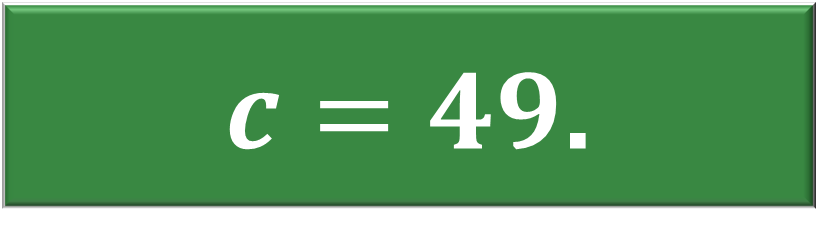 c = 49.